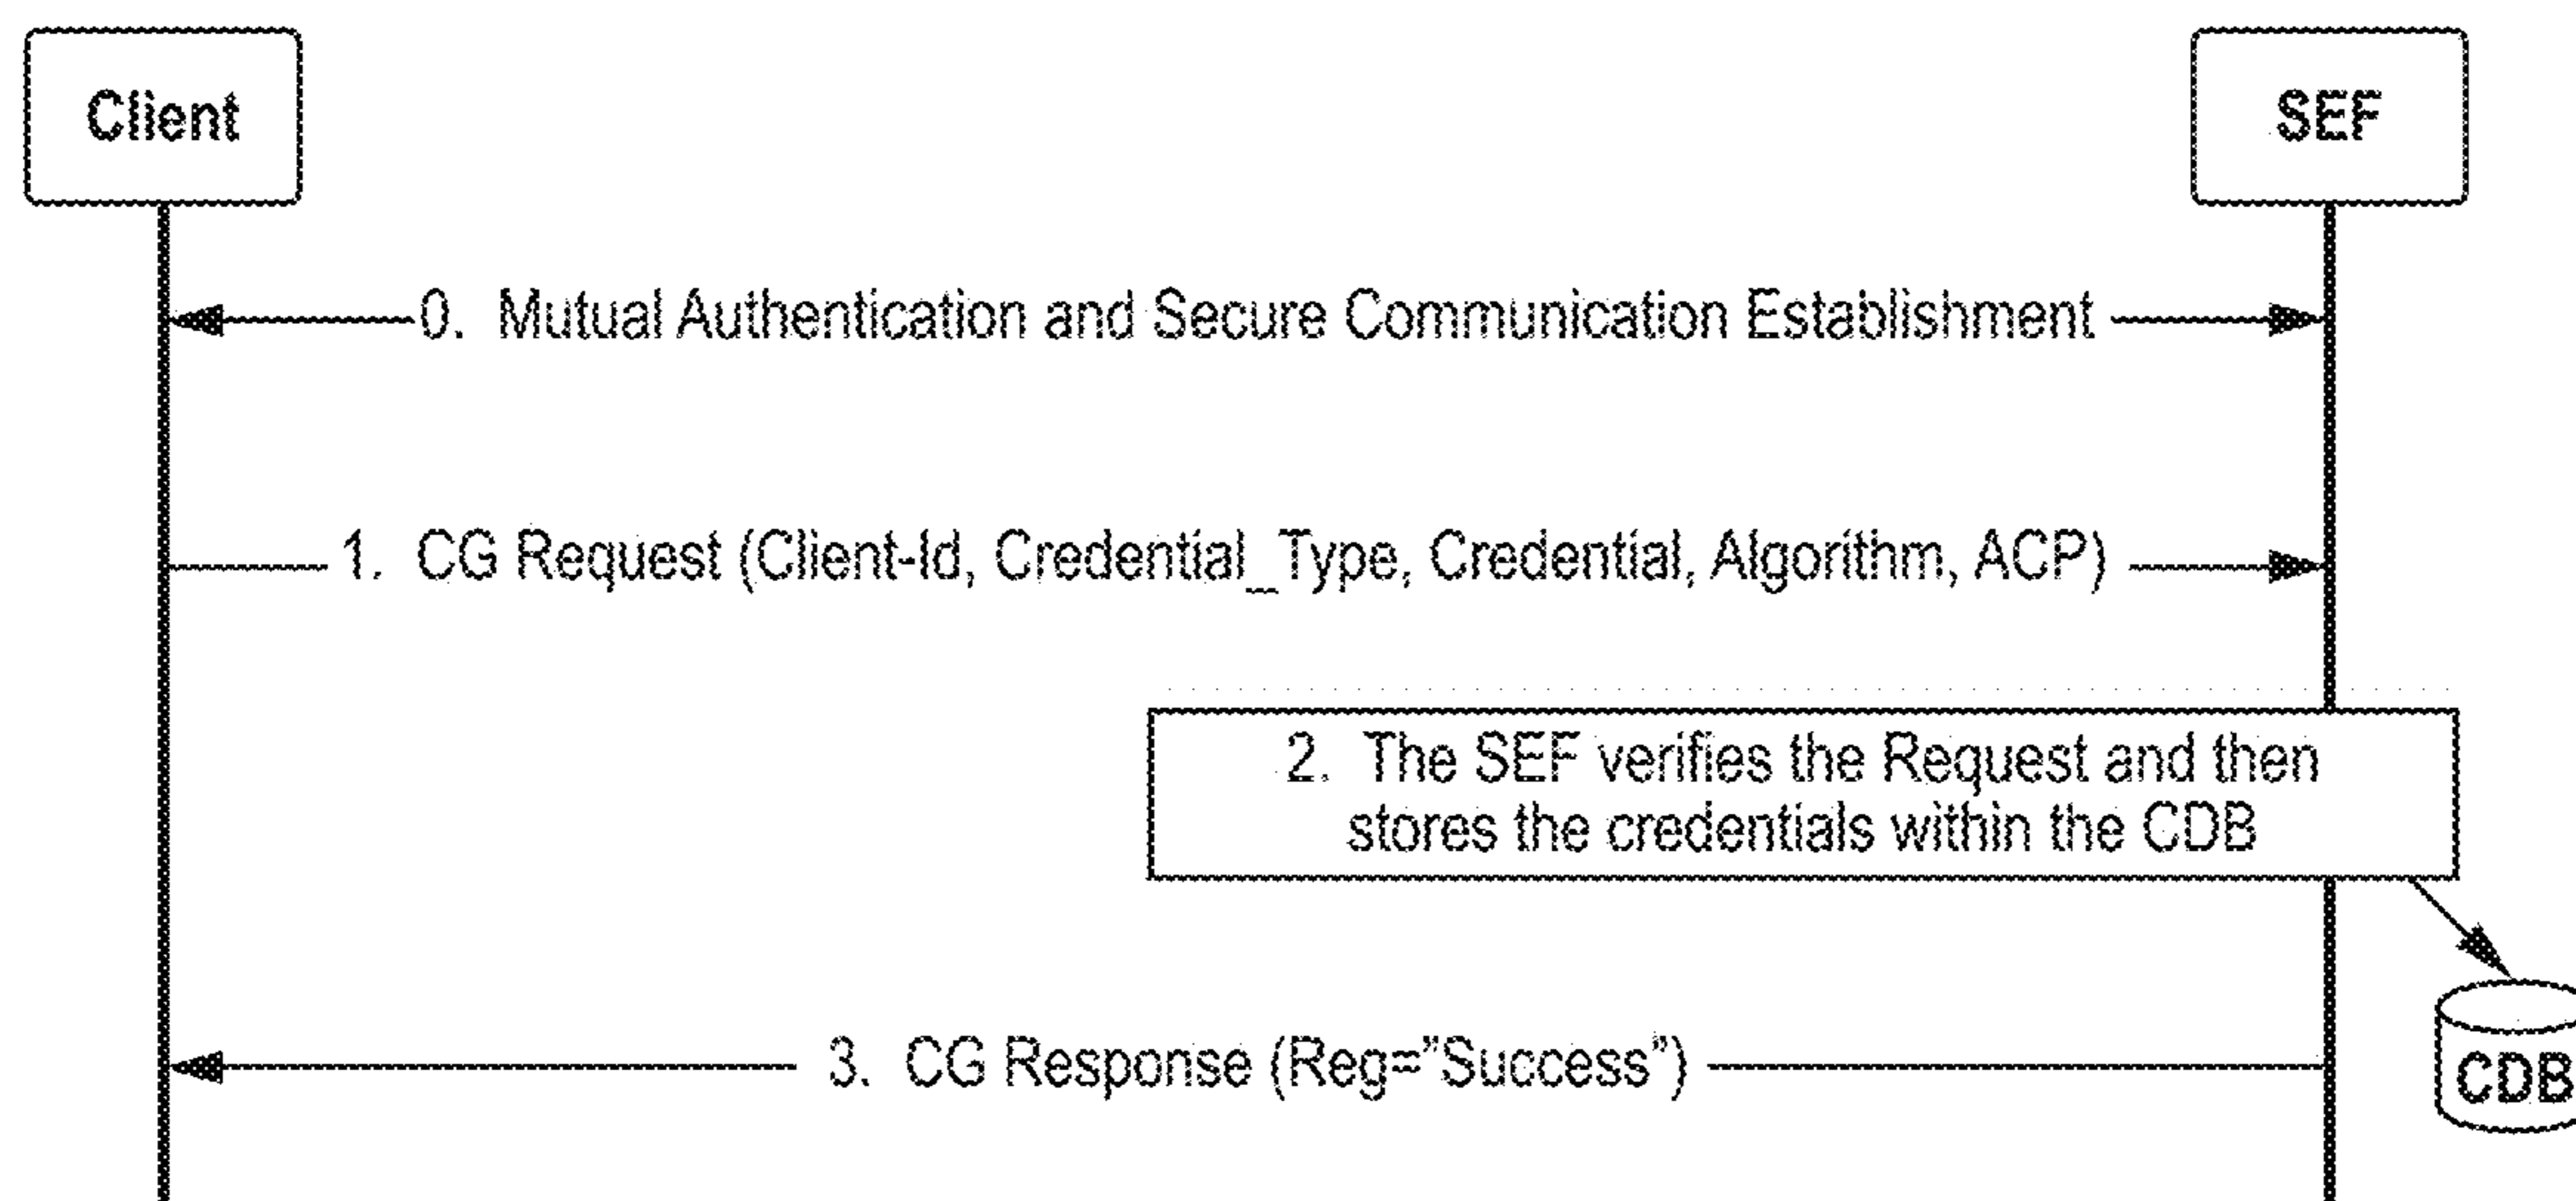 Client
SEF
0. Mutual Authentication and Secure Communication Establishment
1. CG Request (Client-Id, Credential_Type, Credential, Algorithm, ACP)
2. The SEF verifies the Request and then
stores the credentials within the CDB
3. CG Response (Reg=”Success”)
CDB